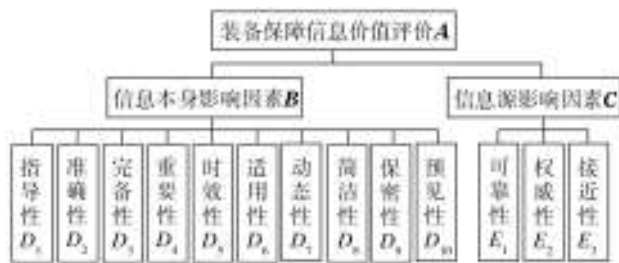 装备保障信息价值评价A
信息本身影响因素B
信息源影响因素C
指导性D₁
准确性D₂
完备性D₃
重要性D₄
时效性D₅
适用性D₆
动态性D₇
简洁性D₈
保密性D₉
预见性D₁₀
可靠性E₁
权威性E₂
接近性E₃